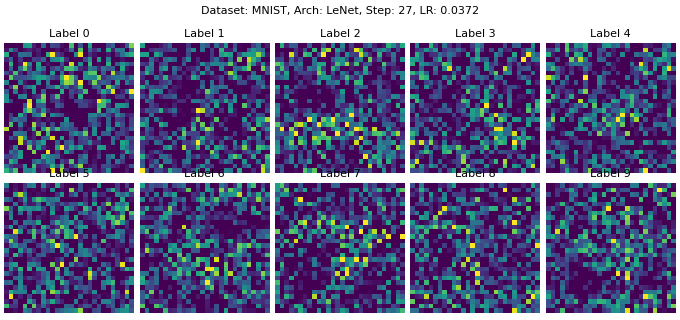 Dataset: MNIST, Arch: LeNet, Step: 27, LR: 0.0372
Label 0 Label 1 Label 2 Label 3 Label 4
Label 5 Label 6 Label 7 Label 8 Label 9